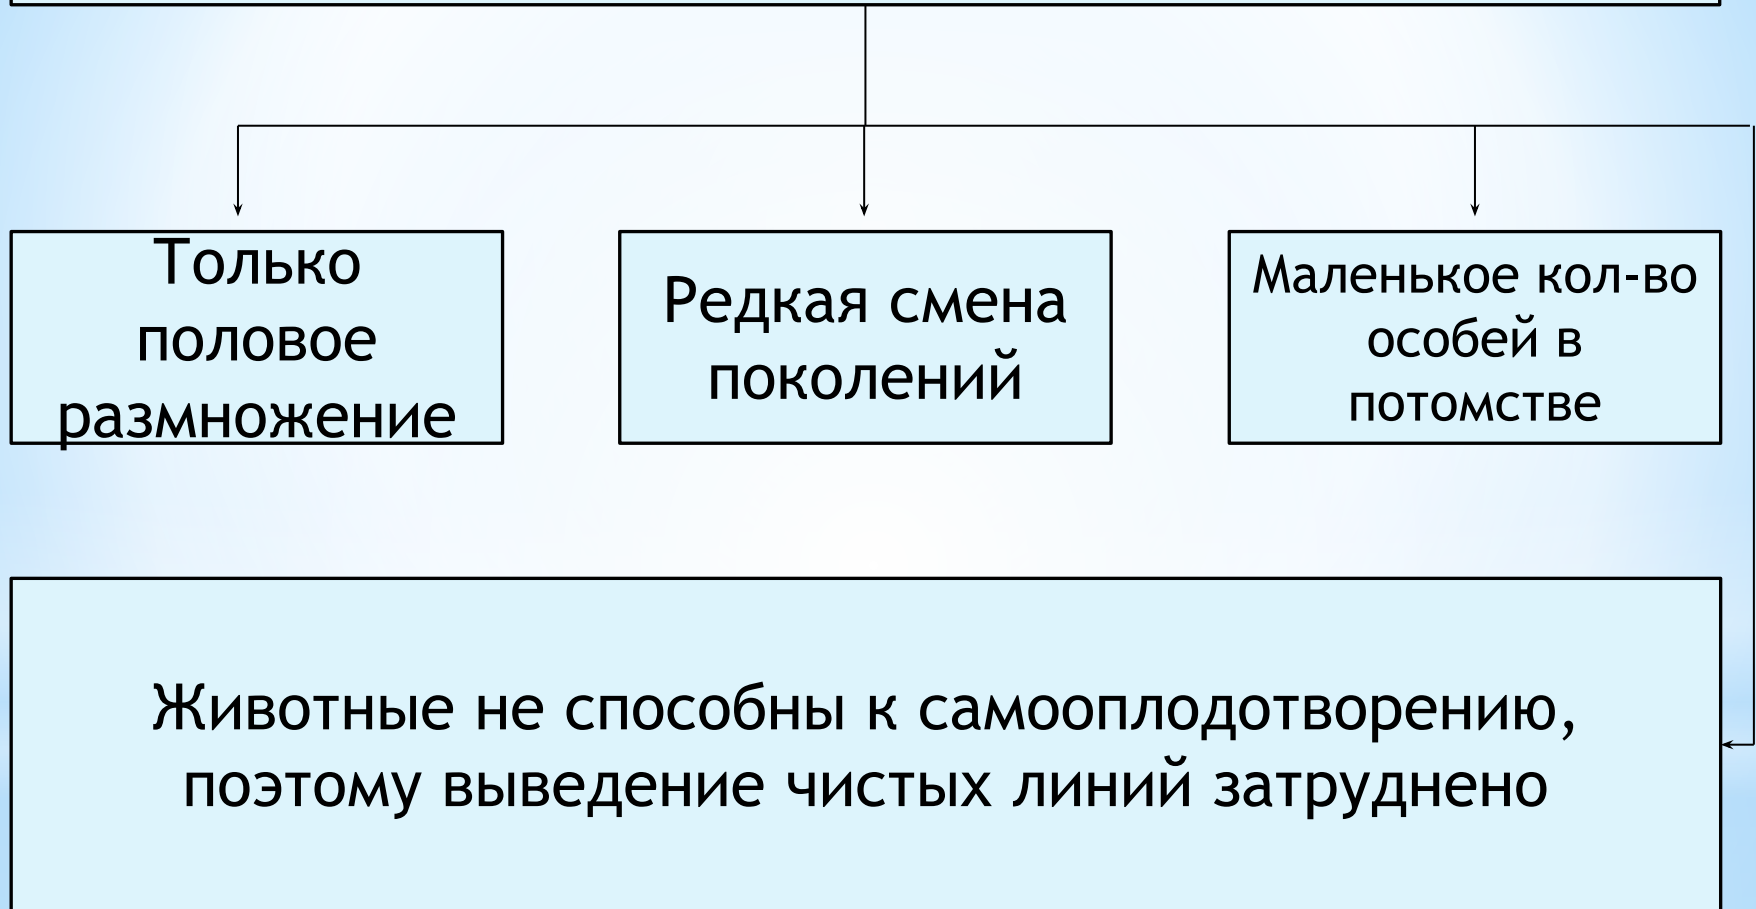 Только
половое
размножение
Редкая смена
поколений
Маленькое кол-во
особей в
потомстве
Животные не способны к самооплодотворению,
поэтому выведение чистых линий затруднено